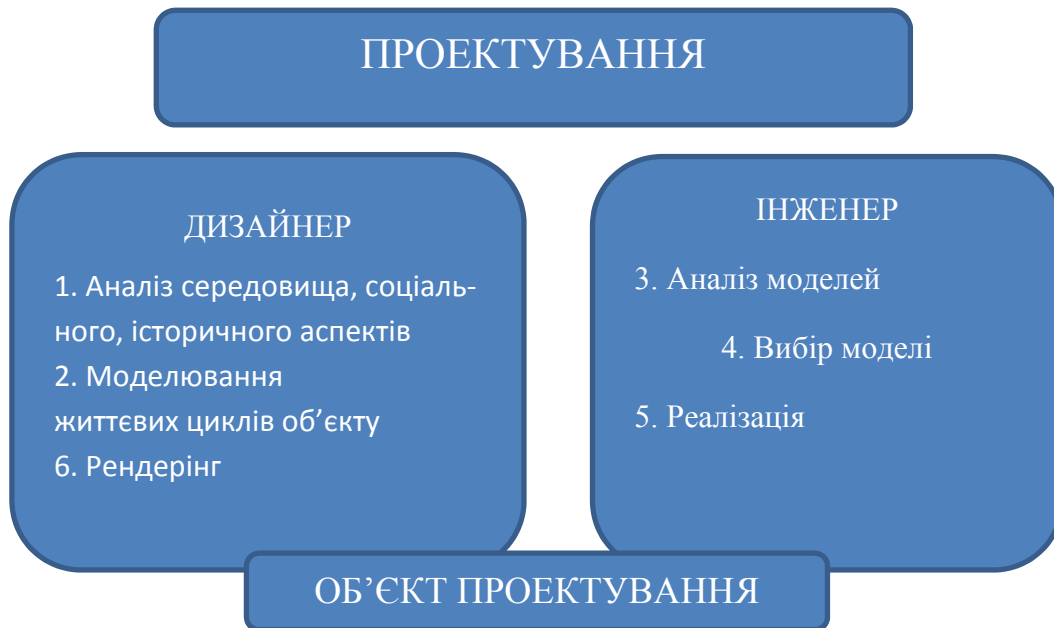 ПРОЕКТУВАННЯ
ДИЗАЙНЕР
1. Аналіз середовища, соціаль-
ного, історичного аспектів
2. Моделювання
життєвих циклів об’єкту
6. Рендерінг
ІНЖЕНЕР
3. Аналіз моделей
4. Вибір моделі
5. Реалізація
ОБ’ЄКТ ПРОЕКТУВАННЯ